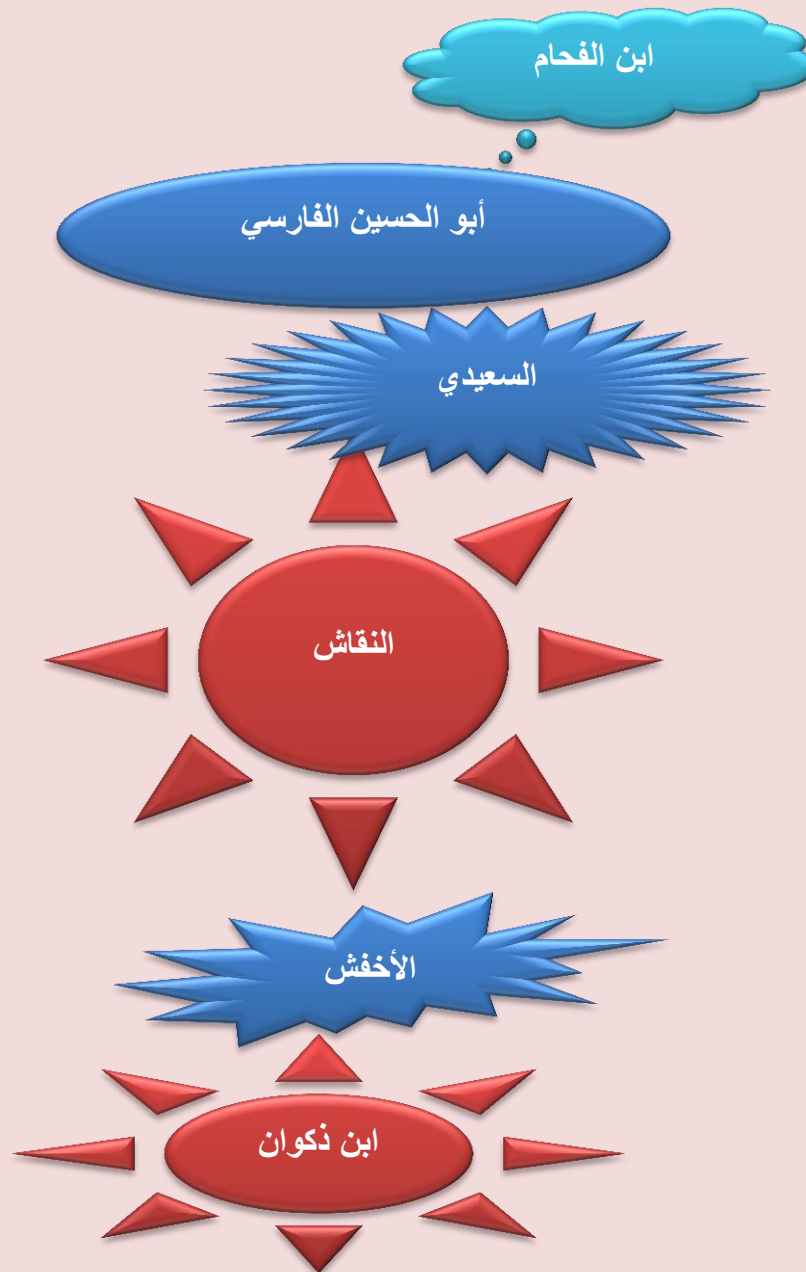 ابن الفحام
أبو الحسين الفارسي
السعيدي
النقاش
الأخفش
ابن ذكوان